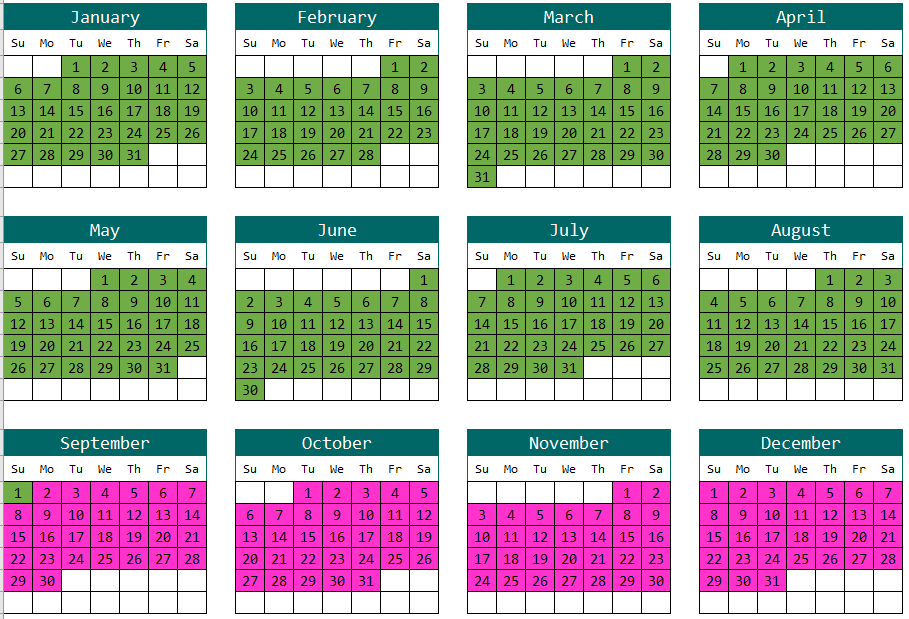 January February March April
Su Mo Tu We Th Fr Sa Su Mo Tu We Th Fr Sa Su Mo Tu We Th Fr Sa Su Mo Tu We Th Fr Sa
1 2 3 4 5 1 2 1 2 1 2 3 4 5 6
6 7 8 9 10 11 12 3 4 5 6 7 8 9 3 4 5 6 7 8 9 7 8 9 10 11 12 13
13 14 15 16 17 18 19 10 11 12 13 14 15 16 10 11 12 13 14 15 16 14 15 16 17 18 19 20
20 21 22 23 24 25 26 17 18 19 20 21 22 23 17 18 19 20 21 22 23 21 22 23 24 25 26 27
27 28 29 30 31 24 25 26 27 28 24 25 26 27 28 29 30 28 29 30
31
May June July August
Su Mo Tu We Th Fr Sa Su Mo Tu We Th Fr Sa Su Mo Tu We Th Fr Sa Su Mo Tu We Th Fr Sa
1 2 3 4 1 1 2 3 4 5 6 1 2 3
5 6 7 8 9 10 11 2 3 4 5 6 7 8 7 8 9 10 11 12 13 4 5 6 7 8 9 10
12 13 14 15 16 17 18 9 10 11 12 13 14 15 14 15 16 17 18 19 20 11 12 13 14 15 16 17
19 20 21 22 23 24 25 16 17 18 19 20 21 22 21 22 23 24 25 26 27 18 19 20 21 22 23 24
26 27 28 29 30 31 23 24 25 26 27 28 29 28 29 30 31 25 26 27 28 29 30 31
30
September October November December
Su Mo Tu We Th Fr Sa Su Mo Tu We Th Fr Sa Su Mo Tu We Th Fr Sa Su Mo Tu We Th Fr Sa
1 2 3 4 5 6 7 1 2 3 4 5 1 2 1 2 3 4 5 6 7
8 9 10 11 12 13 14 6 7 8 9 10 11 12 3 4 5 6 7 8 9 8 9 10 11 12 13 14
15 16 17 18 19 20 21 13 14 15 16 17 18 19 10 11 12 13 14 15 16 15 16 17 18 19 20 21
22 23 24 25 26 27 28 20 21 22 23 24 25 26 17 18 19 20 21 22 23 22 23 24 25 26 27 28
29 30 27 28 29 30 31 24 25 26 27 28 29 30 29 30 31